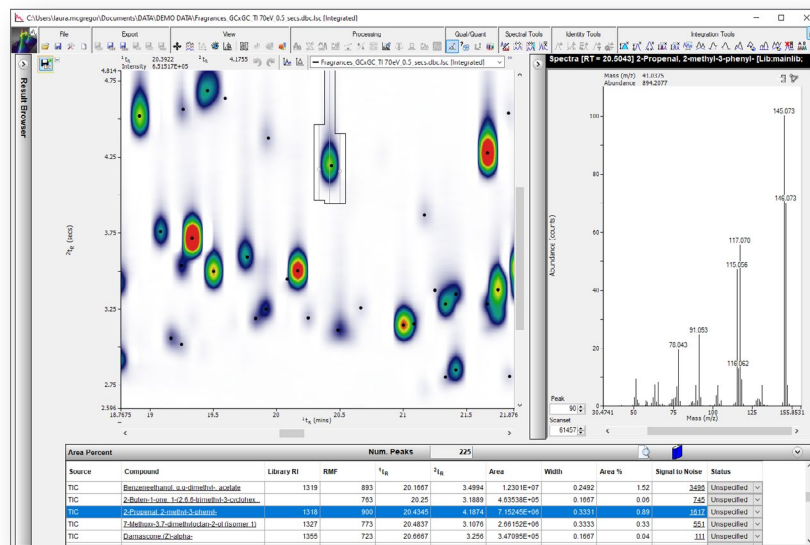 C:\Users\laura.mcgregor\Documents\DATA\DEMO DATA\Fragrances_GCxGC_TI 70eV_0.5_secs.dbc.lsc [Integrated]
File Export View Processing Qual/Quant Spectral Tools Identity Tools Integration Tools
Result Browser
¹tR 20.3922 ²tR 4.1755
Intensity 6.51517e+05
Fragrances_GCxGC_TI 70eV_0.5_secs.dbc.lsc [Integrated]
4.814
4.75
4.25
3.75
3.25
2.75
2.596
²tR (secs)
18.7675 19 19.5 20 20.5 21 21.5 21.876
¹tR (mins)
Spectra [RT = 20.5043] 2-Propenal, 2-methyl-3-phenyl- [Lib:mainlib;
Mass (m/z) 41.0375
Abundance 894.2077
100
80
60
40
20
0
Abundance (counts)
145.073
146.073
117.070
115.056
91.053
78.043
116.062
30.4741 50 75 100 125 155.8531
Mass (m/z)
Peak
90
Scanset
61457
Area Percent Num. Peaks 225
Source Compound Library RI RMF ¹tR ²tR Area Width Area % Signal to Noise Status
TIC Benzeneethanol, α,α-dimethyl-, acetate 1319 893 20.1667 3.4994 1.2301E+07 0.2492 1.52 3496 Unspecified
TIC 2-Buten-1-one, 1-(2,6,6-trimethyl-3-cyclohex... 763 20.25 3.1889 4.63538E+05 0.1667 0.06 745 Unspecified
TIC 2-Propenal, 2-methyl-3-phenyl- 1318 900 20.4345 4.1874 7.15245E+06 0.3331 0.89 1617 Unspecified
TIC 7-Methoxy-3,7-dimethyloctan-2-ol (isomer 1) 1327 773 20.4837 3.1076 2.66152E+06 0.3333 0.33 551 Unspecified
TIC Damascone,(Z)-alpha- 1355 723 20.6667 3.256 3.47095E+05 0.1667 0.04 111 Unspecified